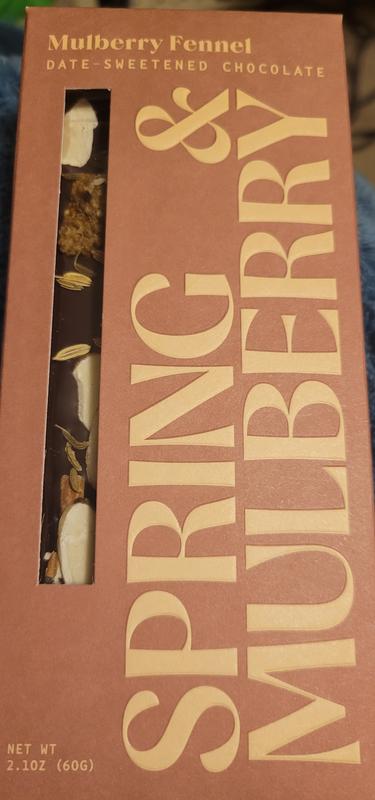 Mulberry Fennel
DATE-SWEETENED CHOCOLATE
SPRING &
MULBERRY
NET WT
2.1OZ (60G)